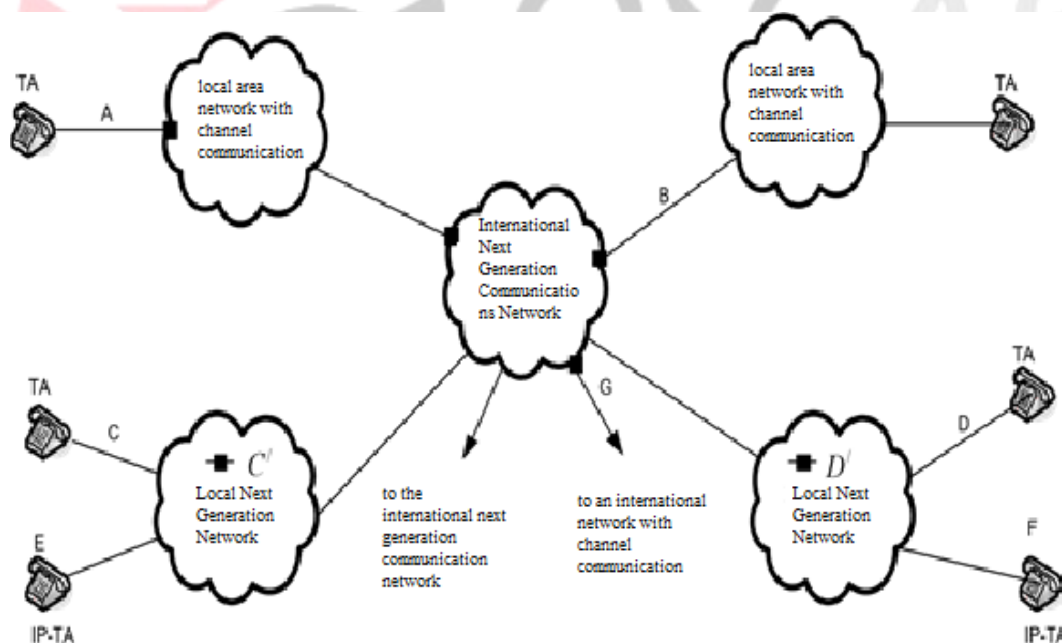 TA
A
local area
network with
channel
communication
local area
network with
channel
communication
TA
B
International
Next
Generation
Communicatio
ns Network
G
TA
C
C'
Local Next
Generation
Network
E
IP-TA
to the
international next
generation
communication
network
to an international
network with
channel
communication
D'
Local Next
Generation
Network
TA
D
F
IP-TA